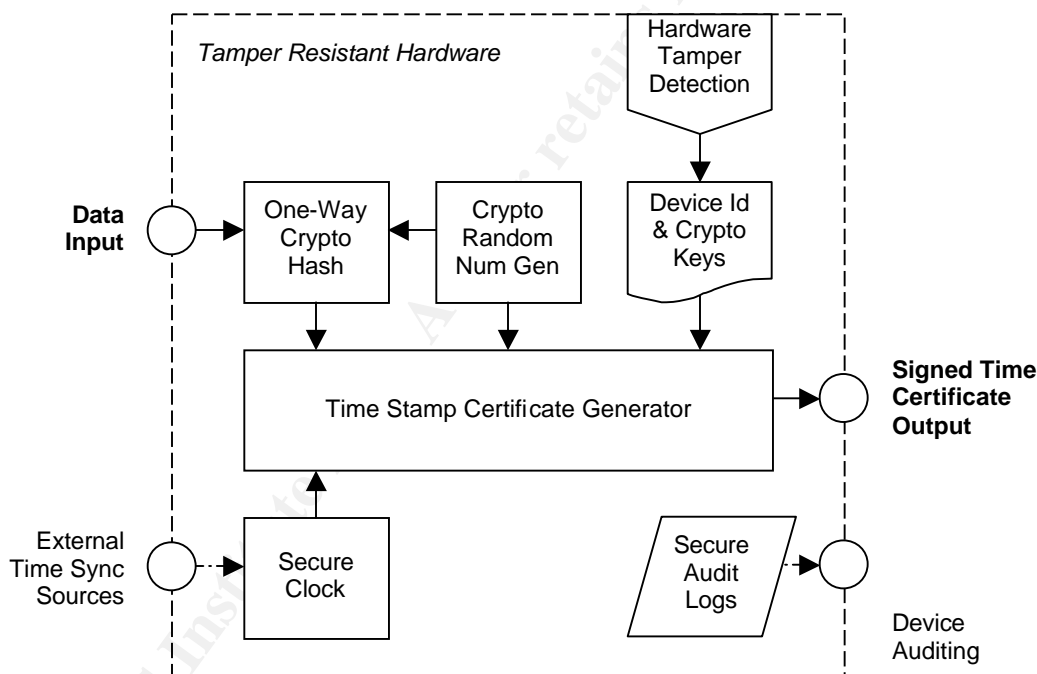 Tamper Resistant Hardware
Hardware
Tamper
Detection
Data
Input
One-Way
Crypto
Hash
Crypto
Random
Num Gen
Device Id
& Crypto
Keys
Time Stamp Certificate Generator
Signed Time
Certificate
Output
External
Time Sync
Sources
Secure
Clock
Secure
Audit
Logs
Device
Auditing